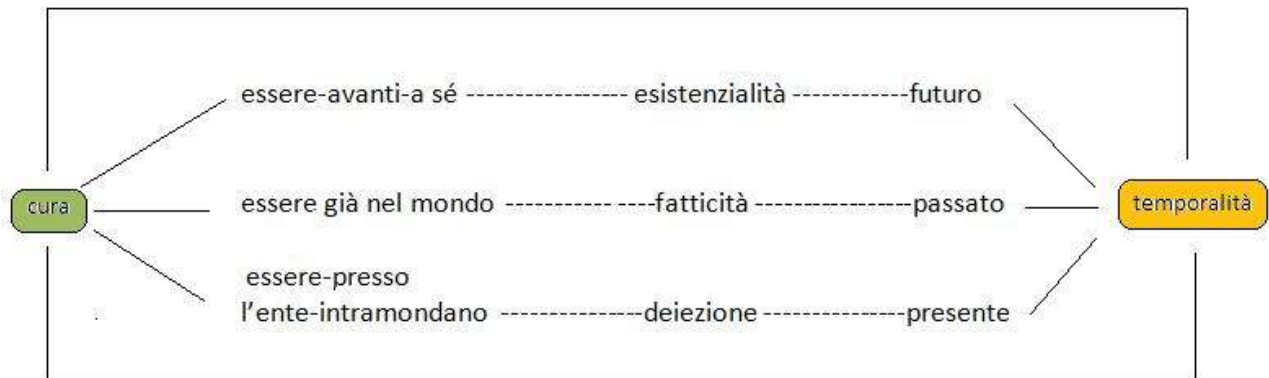 essere-avanti-a sé ---------------- esistenzialità -----------futuro
cura essere già nel mondo ---------- ----fatticità ---------------passato temporalità
essere-presso
l'ente-intramondano -------------deiezione -------------presente